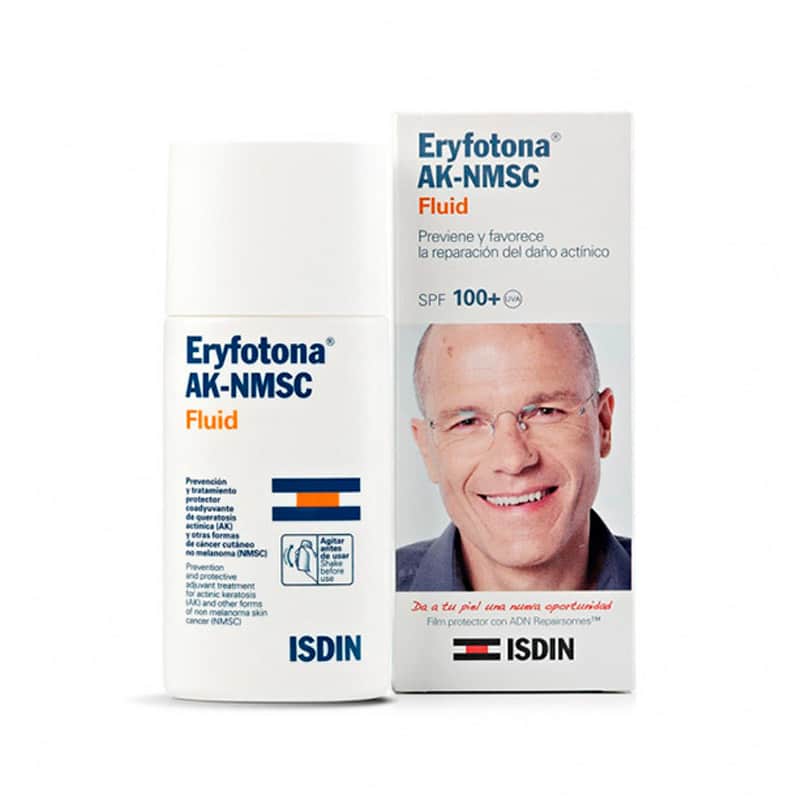 Eryfotona®
AK-NMSC
Fluid
Prevención
y tratamiento
protector
coadyuvante
de queratosis
actínica (AK)
y otras formas
de cáncer cutáneo
no melanoma (NMSC)
Prevention
and protective
adjuvant treatment
for actinic keratosis
(AK) and other forms
of non melanoma skin
cancer (NMSC)
Agitar
antes
de usar
Shake
before
use
ISDIN
Eryfotona®
AK-NMSC
Fluid
Previene y favorece
la reparación del daño actínico
SPF 100+ UVA
Da a tu piel una nueva oportunidad
Film protector con ADN Repairsomes™
ISDIN